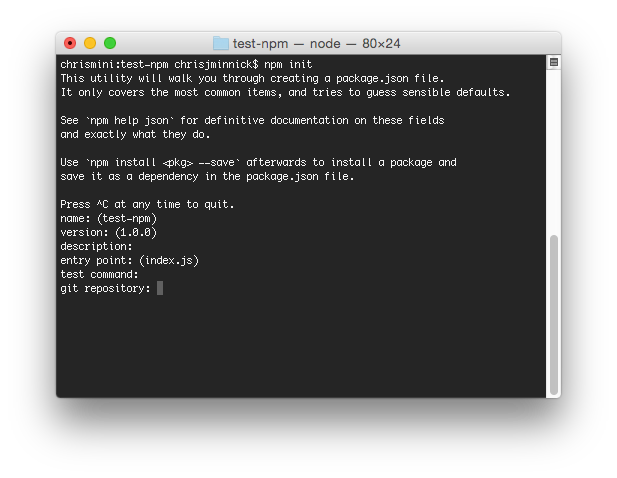 test-npm — node — 80×24
chrismini:test-npm chrisjminnick$ npm init
This utility will walk you through creating a package.json file.
It only covers the most common items, and tries to guess sensible defaults.
See `npm help json` for definitive documentation on these fields
and exactly what they do.
Use `npm install <pkg> --save` afterwards to install a package and
save it as a dependency in the package.json file.
Press ^C at any time to quit.
name: (test-npm)
version: (1.0.0)
description:
entry point: (index.js)
test command:
git repository: